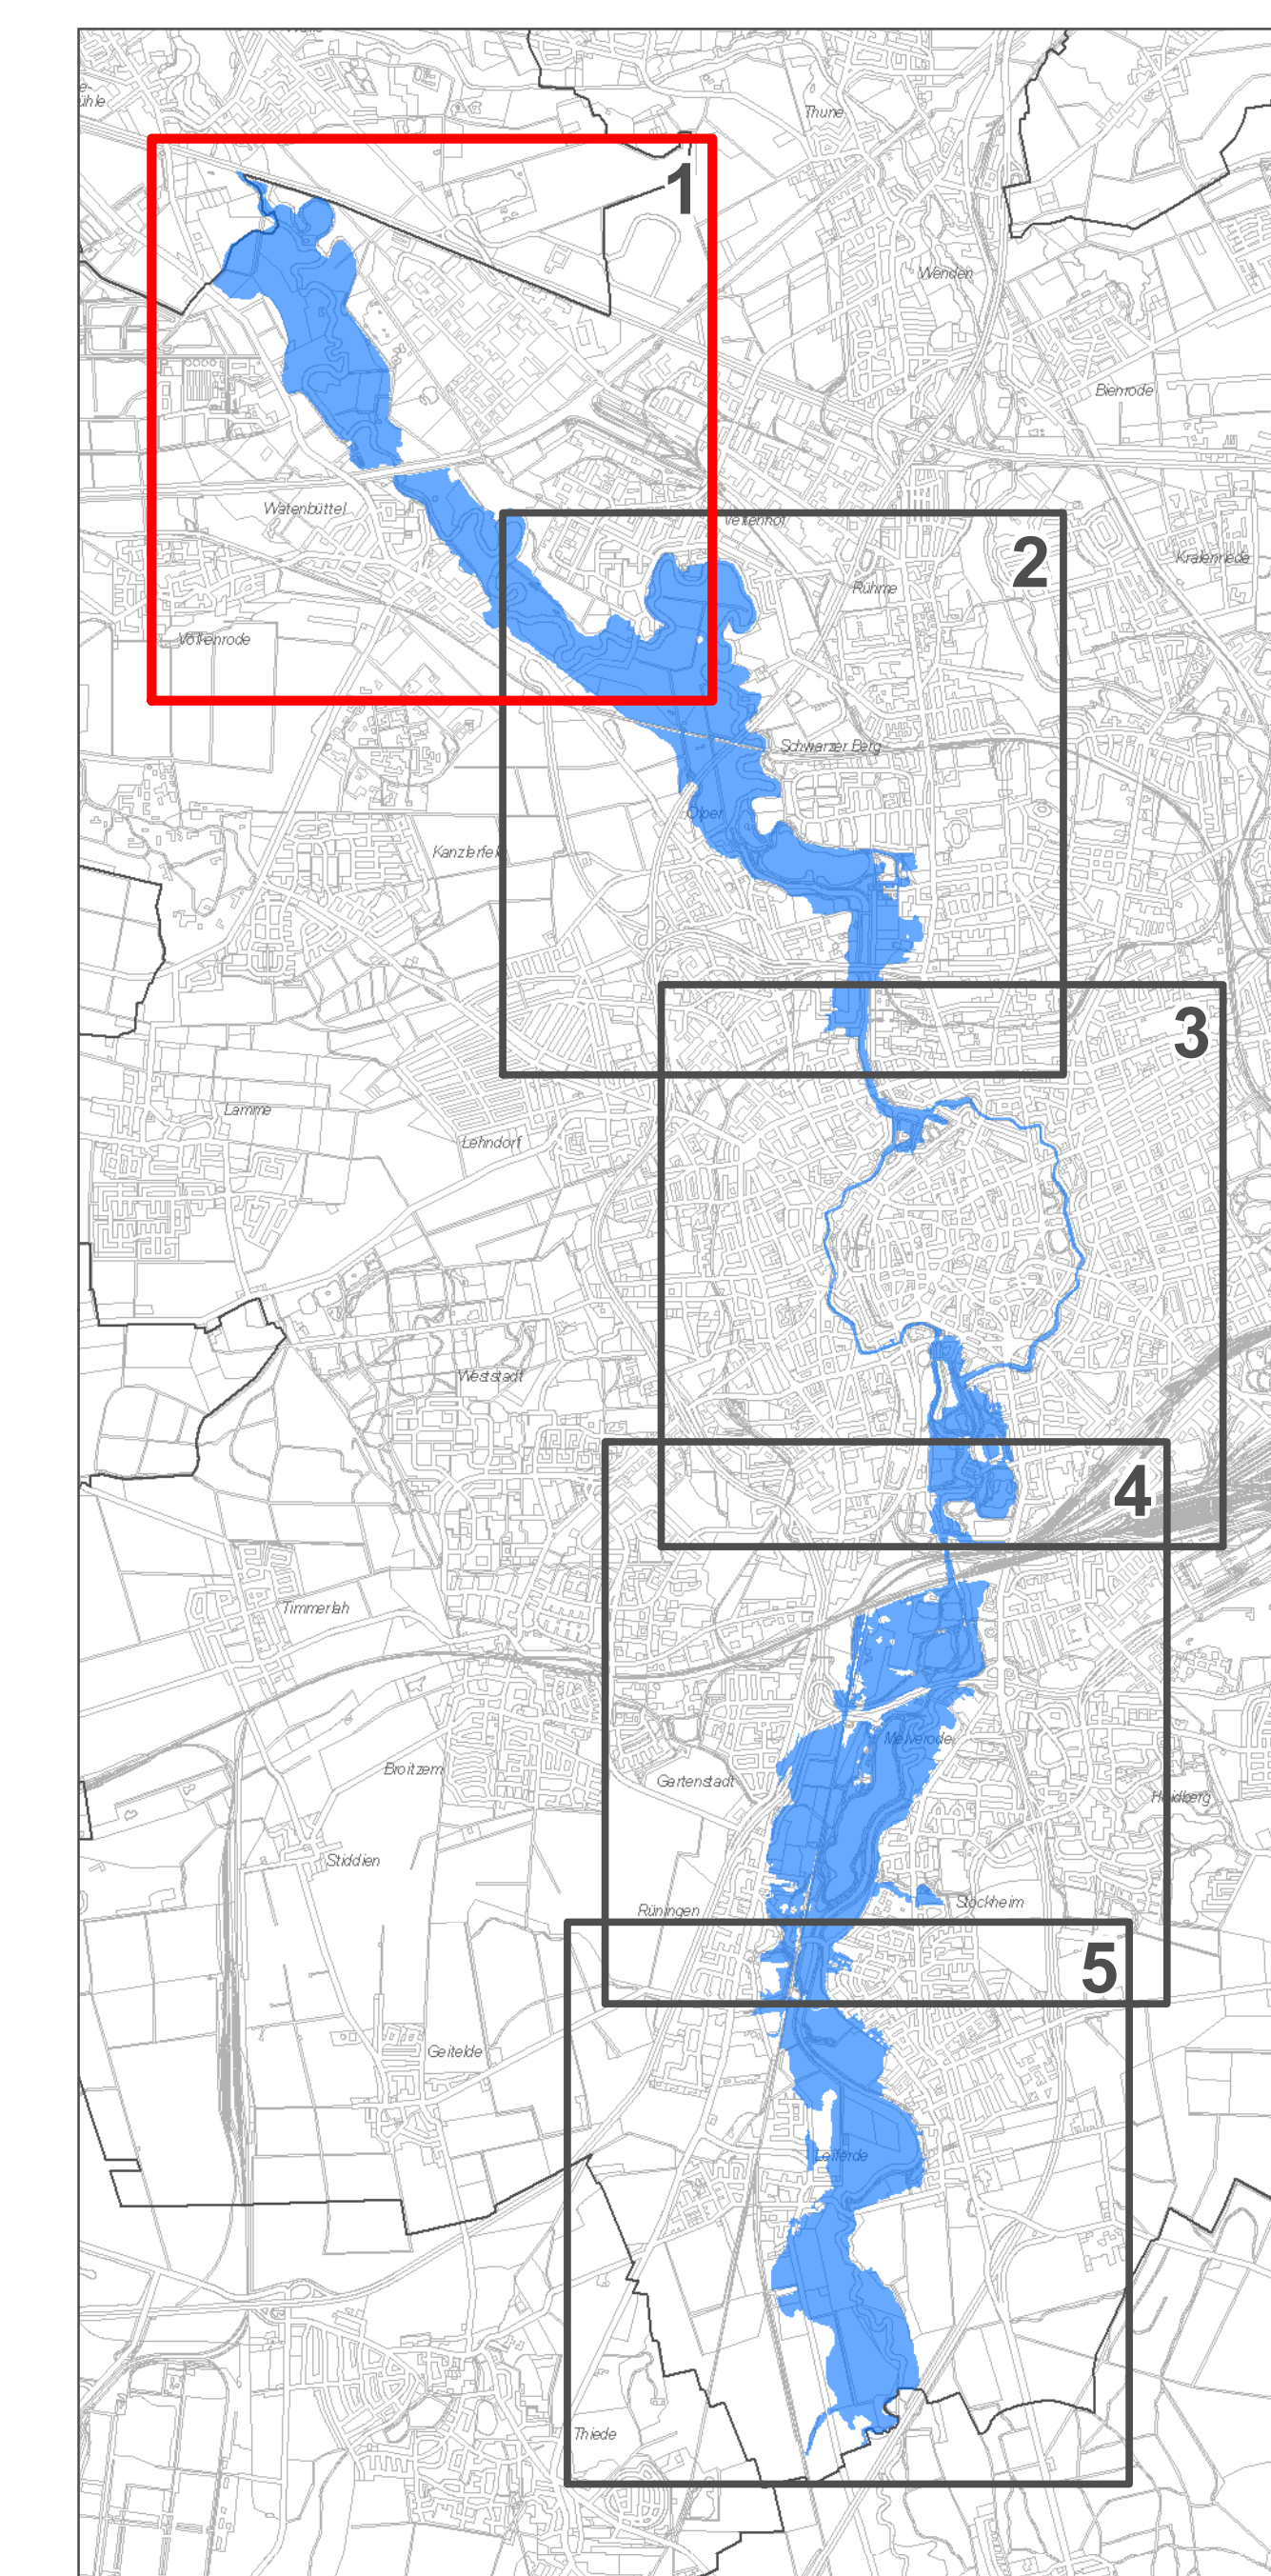 Thune
1
Wenden
Bienrode
Watenbüttel
Veltenhof
2
Kralenriede
Rühme
Völkenrode
Schwarzer Berg
Ölper
Kanzlerfeld
3
Lamme
Lehndorf
Weststadt
4
Timmerlah
Melverode
Broitzem
Gartenstadt
Heidberg
Stiddien
Stöckheim
Rüningen
5
Geitelde
Leiferde
Thiede